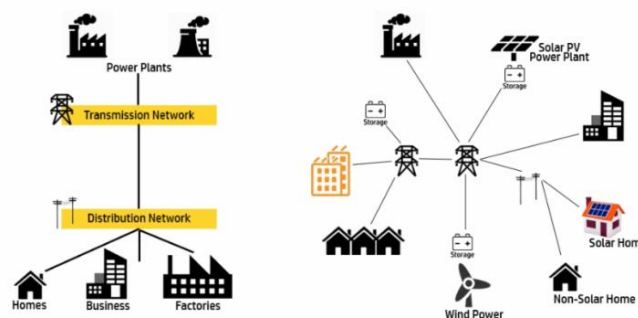 Power Plants
Transmission Network
Distribution Network
Homes
Business
Factories
Solar PV
Power Plant
Storage
Storage
Solar Home
Non-Solar Home
Storage
Wind Power